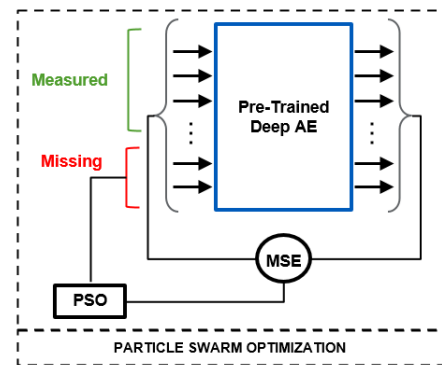 Measured
Pre-Trained
Deep AE
Missing
MSE
PSO
PARTICLE SWARM OPTIMIZATION